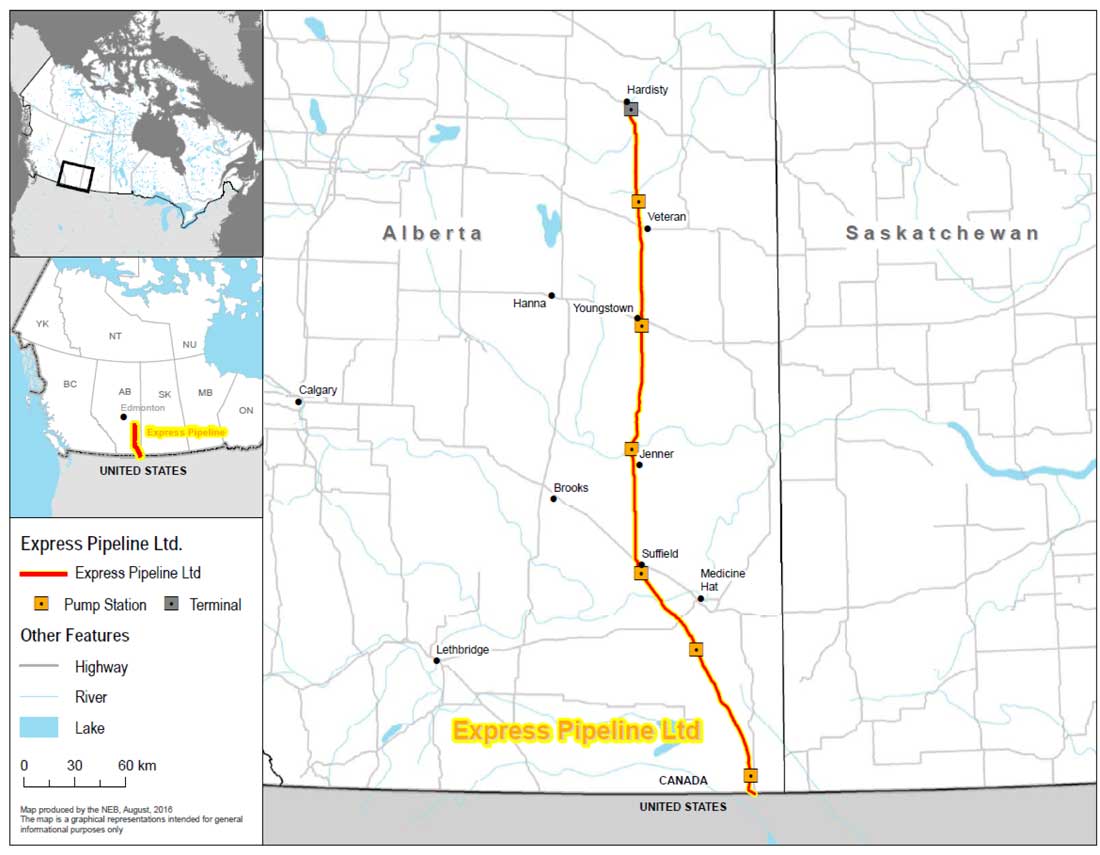 YK
NT
NU
BC
AB
SK
MB
ON
Edmonton
Express Pipeline
UNITED STATES
Express Pipeline Ltd.
Express Pipeline Ltd
Pump Station
Terminal
Other Features
Highway
River
Lake
0 30 60 km
Map produced by the NEB, August, 2016
The map is a graphical representations intended for general
informational purposes only
Hardisty
Veteran
Alberta
Saskatchewan
Hanna
Youngstown
Calgary
Jenner
Brooks
Suffield
Medicine
Hat
Lethbridge
Express Pipeline Ltd
CANADA
UNITED STATES